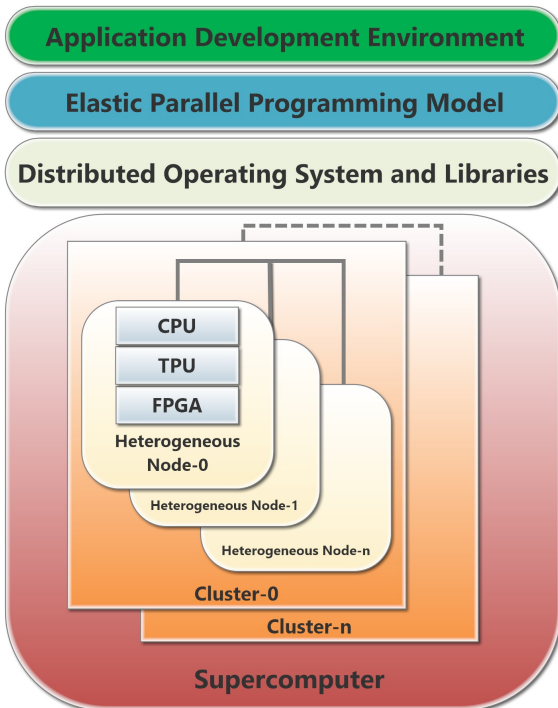 Application Development Environment
Elastic Parallel Programming Model
Distributed Operating System and Libraries
CPU
TPU
FPGA
Heterogeneous
Node-0
Heterogeneous Node-1
Heterogeneous Node-n
Cluster-0
Cluster-n
Supercomputer